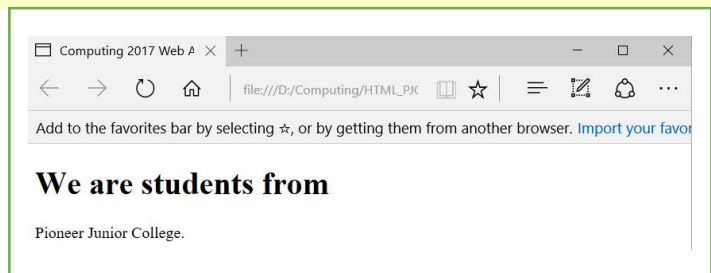 Computing 2017 Web A
file:///D:/Computing/HTML_PJC
Add to the favorites bar by selecting ☆, or by getting them from another browser. Import your favor
We are students from
Pioneer Junior College.